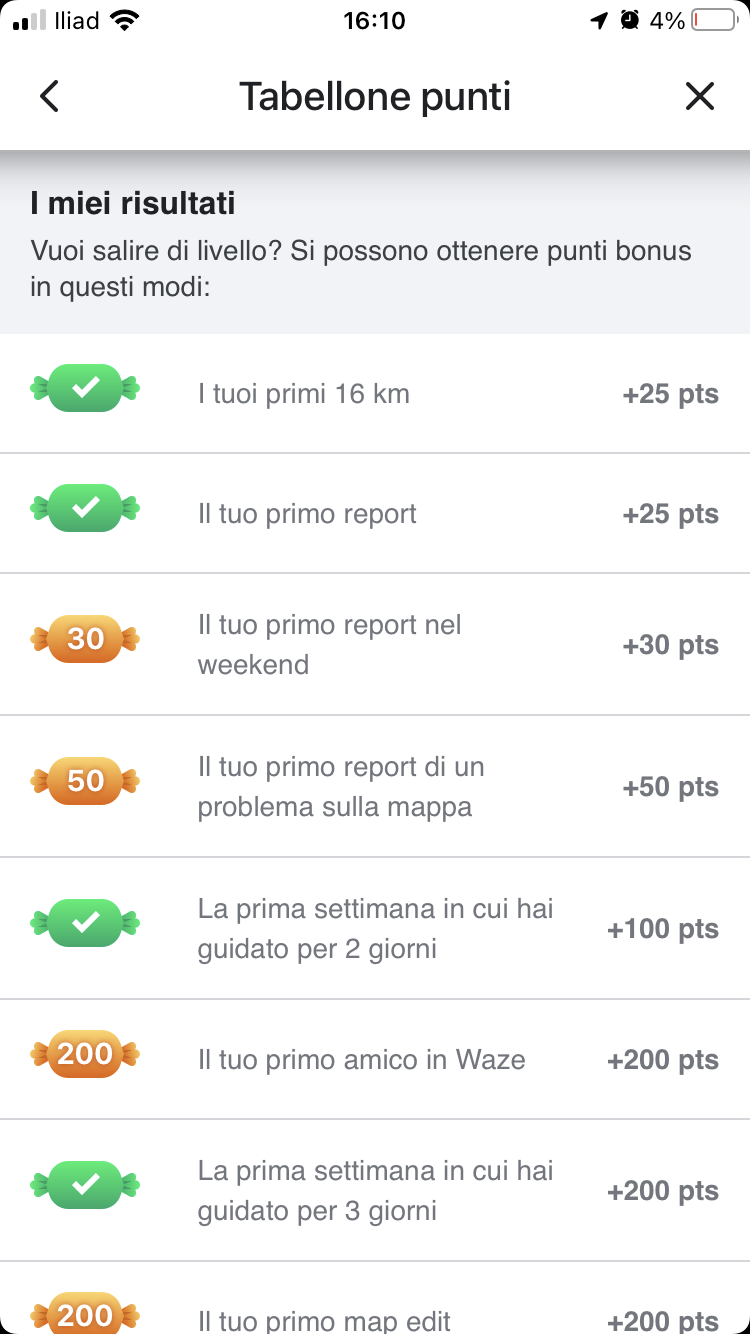 Iliad 16:10 4%
Tabellone punti
I miei risultati
Vuoi salire di livello? Si possono ottenere punti bonus
in questi modi:
I tuoi primi 16 km +25 pts
Il tuo primo report +25 pts
30 Il tuo primo report nel
weekend +30 pts
50 Il tuo primo report di un
problema sulla mappa +50 pts
La prima settimana in cui hai
guidato per 2 giorni +100 pts
200 Il tuo primo amico in Waze +200 pts
La prima settimana in cui hai
guidato per 3 giorni +200 pts
200 Il tuo primo map edit +200 pts